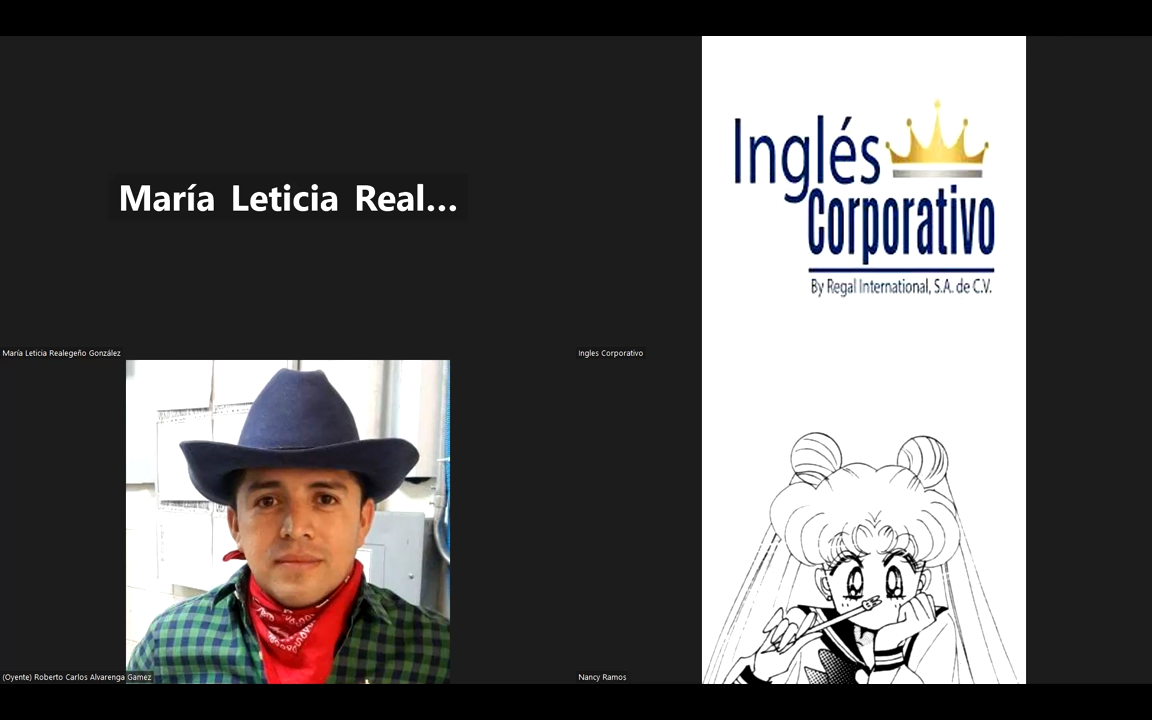 María Leticia Real...
Inglés
Corporativo
By Regal International, S.A. de C.V.
María Leticia Realegeño González
Ingles Corporativo
(Oyente) Roberto Carlos Alvarenga Gamez
Nancy Ramos